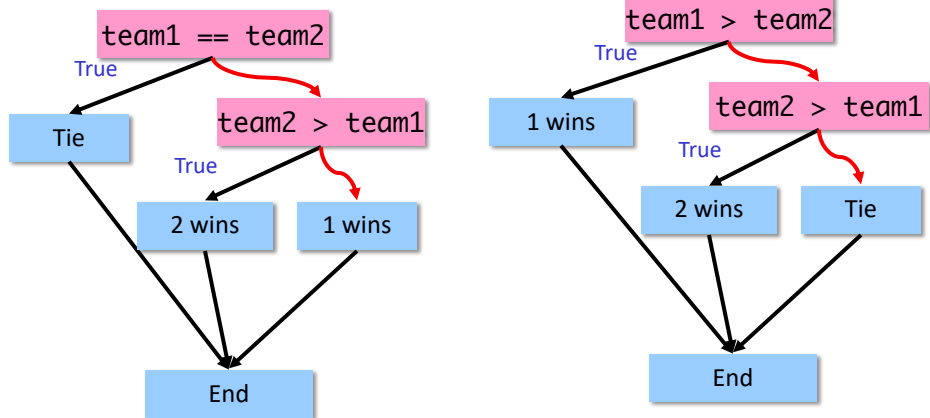 team1 == team2
True
Tie
team2 > team1
True
2 wins
1 wins
End
team1 > team2
True
1 wins
team2 > team1
True
2 wins
Tie
End